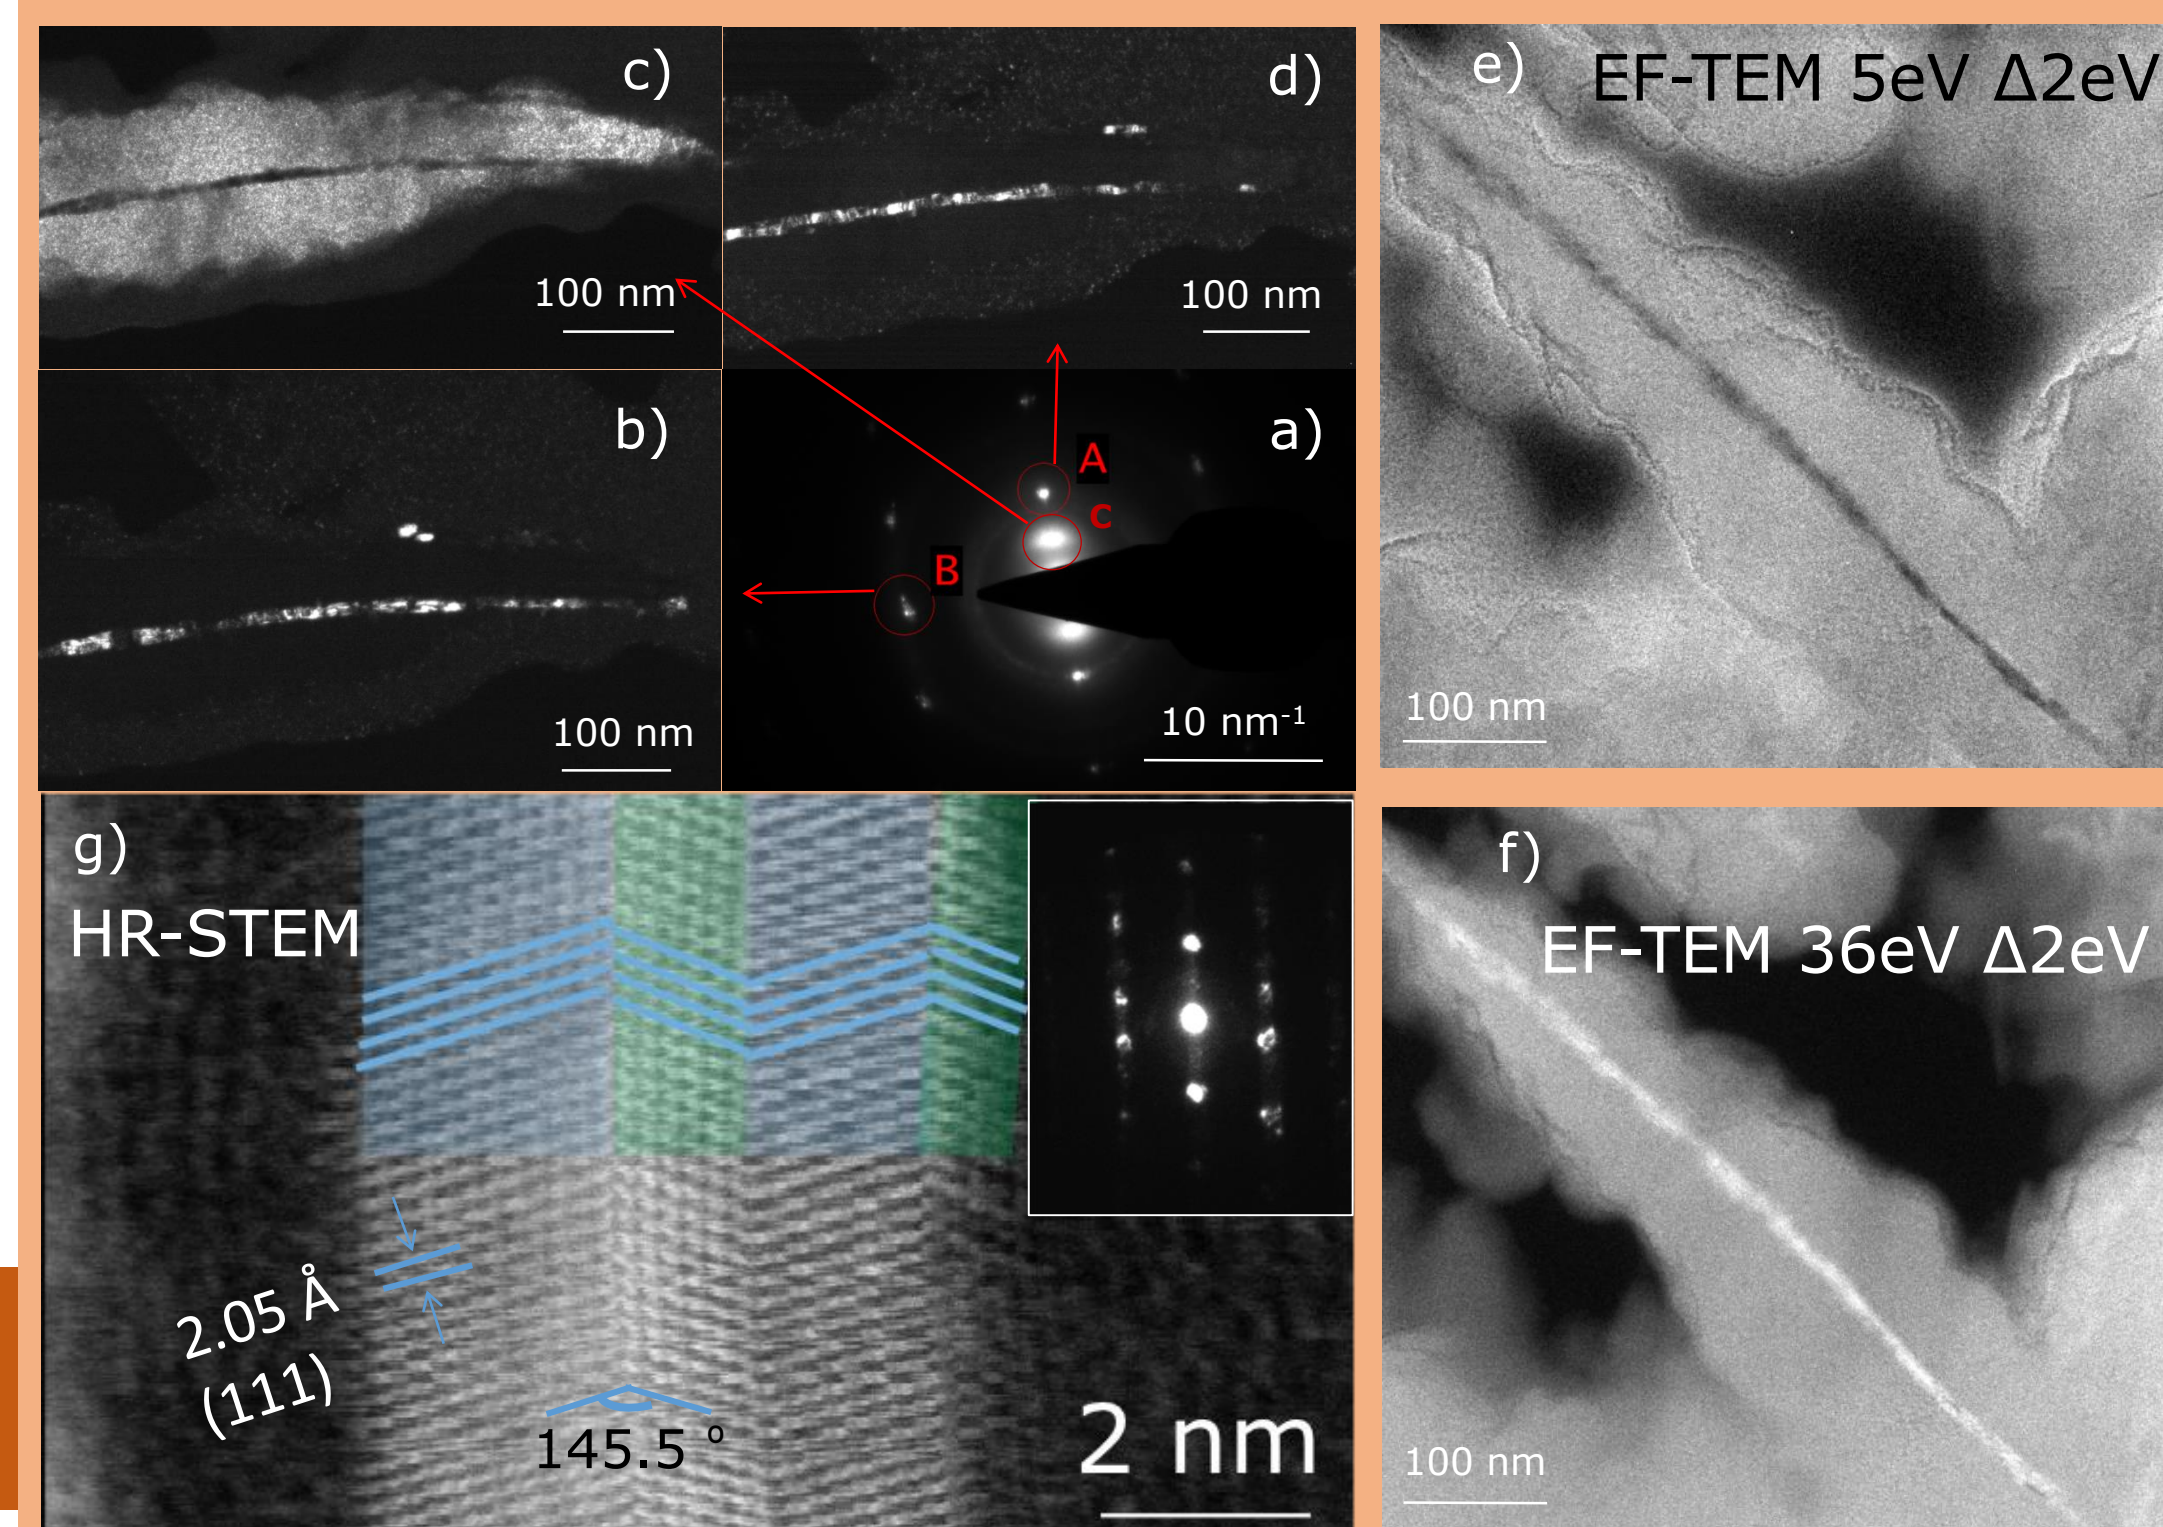 c)
100 nm
d)
100 nm
e)
EF-TEM 5eV Δ2eV
100 nm
b)
100 nm
a)
A
c
B
10 nm⁻¹
g)
HR-STEM
2.05 Å
(111)
145.5 °
2 nm
f)
EF-TEM 36eV Δ2eV
100 nm